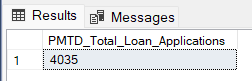 Results Messages
PMTD_Total_Loan_Applications
1 4035